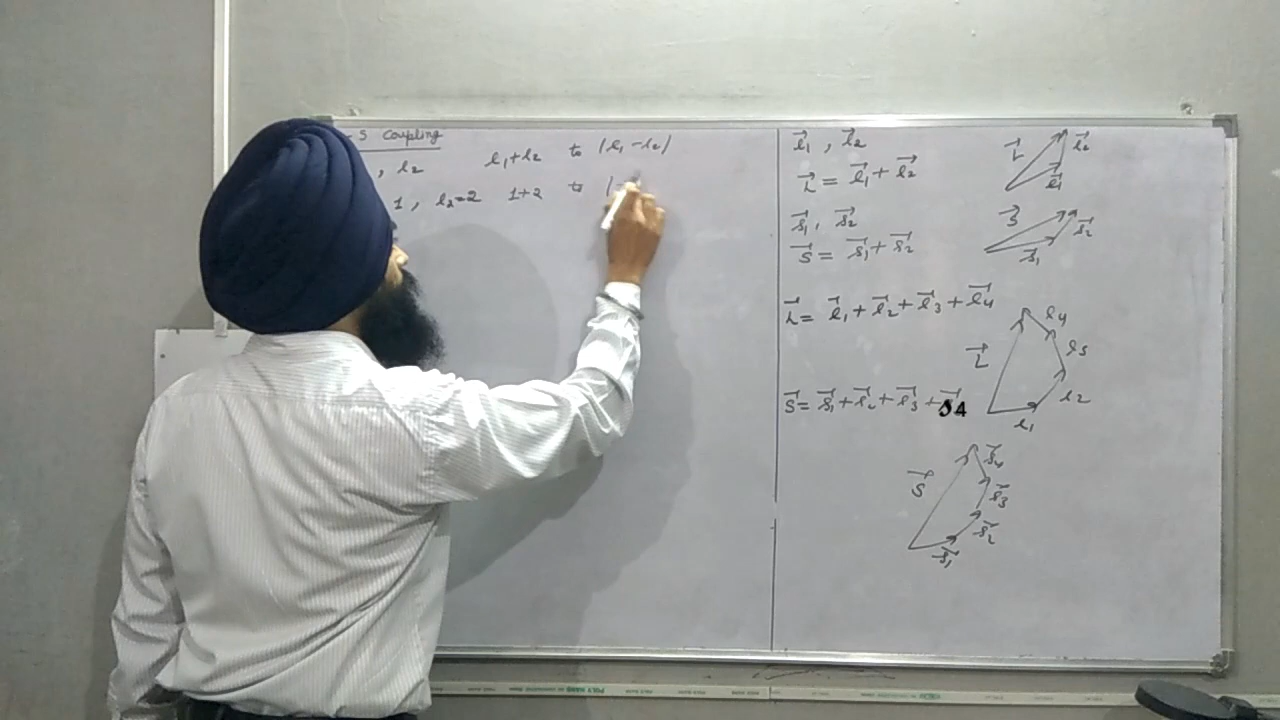 - S Coupling
, l₂ l₁+l₂ to |l₁-l₂|
1, l₂=2 1+2 to |-
l⃗₁, l⃗₂
L⃗ = l⃗₁ + l⃗₂
L⃗ l⃗₁ l⃗₂
s⃗₁, s⃗₂
S⃗ = s⃗₁ + s⃗₂
S⃗ s⃗₁ s⃗₂
L⃗ = l⃗₁ + l⃗₂ + l⃗₃ + l⃗₄
L⃗ l₁ l₂ l₃ l₄
S⃗ = s⃗₁ + s⃗₂ + s⃗₃ + s⃗4
S⃗ s⃗₁ s⃗₂ s⃗₃ s⃗₄